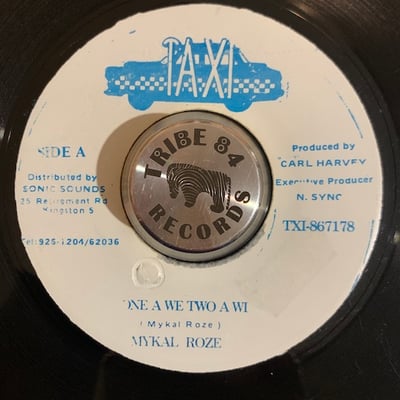 TAXI
SIDE A
Distributed by
SONIC SOUNDS
25 Retirement Rd
Kingston 5
Tel: 925-1204/62036
TRIBE 84
RECORDS
Produced by
CARL HARVEY
Executive Producer
N. SYNC
TXI-867178
ONE A WE TWO A WI
( Mykal Roze )
MYKAL ROZE